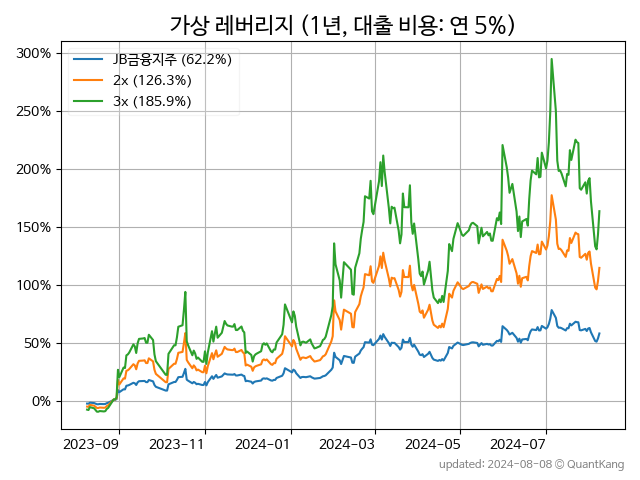 가상 레버리지 (1년, 대출 비용: 연 5%)
JB금융지주 (62.2%)
2x (126.3%)
3x (185.9%)
300%
250%
200%
150%
100%
50%
0%
2023-09 2023-11 2024-01 2024-03 2024-05 2024-07
updated: 2024-08-08 © QuantKang